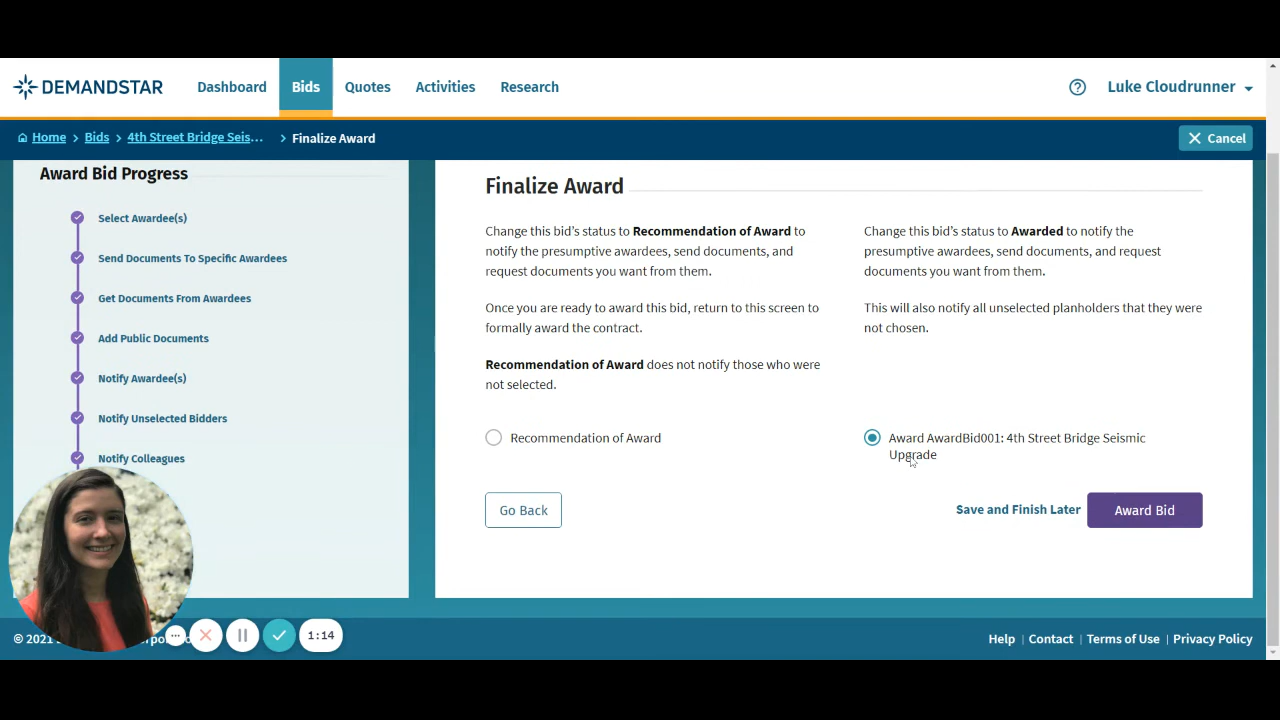 DEMANDSTAR
Dashboard
Bids
Quotes
Activities
Research
Luke Cloudrunner
Home > Bids > 4th Street Bridge Seis... > Finalize Award
Cancel
Award Bid Progress
Select Awardee(s)
Send Documents To Specific Awardees
Get Documents From Awardees
Add Public Documents
Notify Awardee(s)
Notify Unselected Bidders
Notify Colleagues
Finalize Award
Change this bid's status to Recommendation of Award to
notify the presumptive awardees, send documents, and
request documents you want from them.
Once you are ready to award this bid, return to this screen to
formally award the contract.
Recommendation of Award does not notify those who were
not selected.
Change this bid's status to Awarded to notify the
presumptive awardees, send documents, and request
documents you want from them.
This will also notify all unselected planholders that they were
not chosen.
Recommendation of Award
Award AwardBid001: 4th Street Bridge Seismic
Upgrade
Go Back
Save and Finish Later
Award Bid
1:14
© 2021
Help | Contact | Terms of Use | Privacy Policy